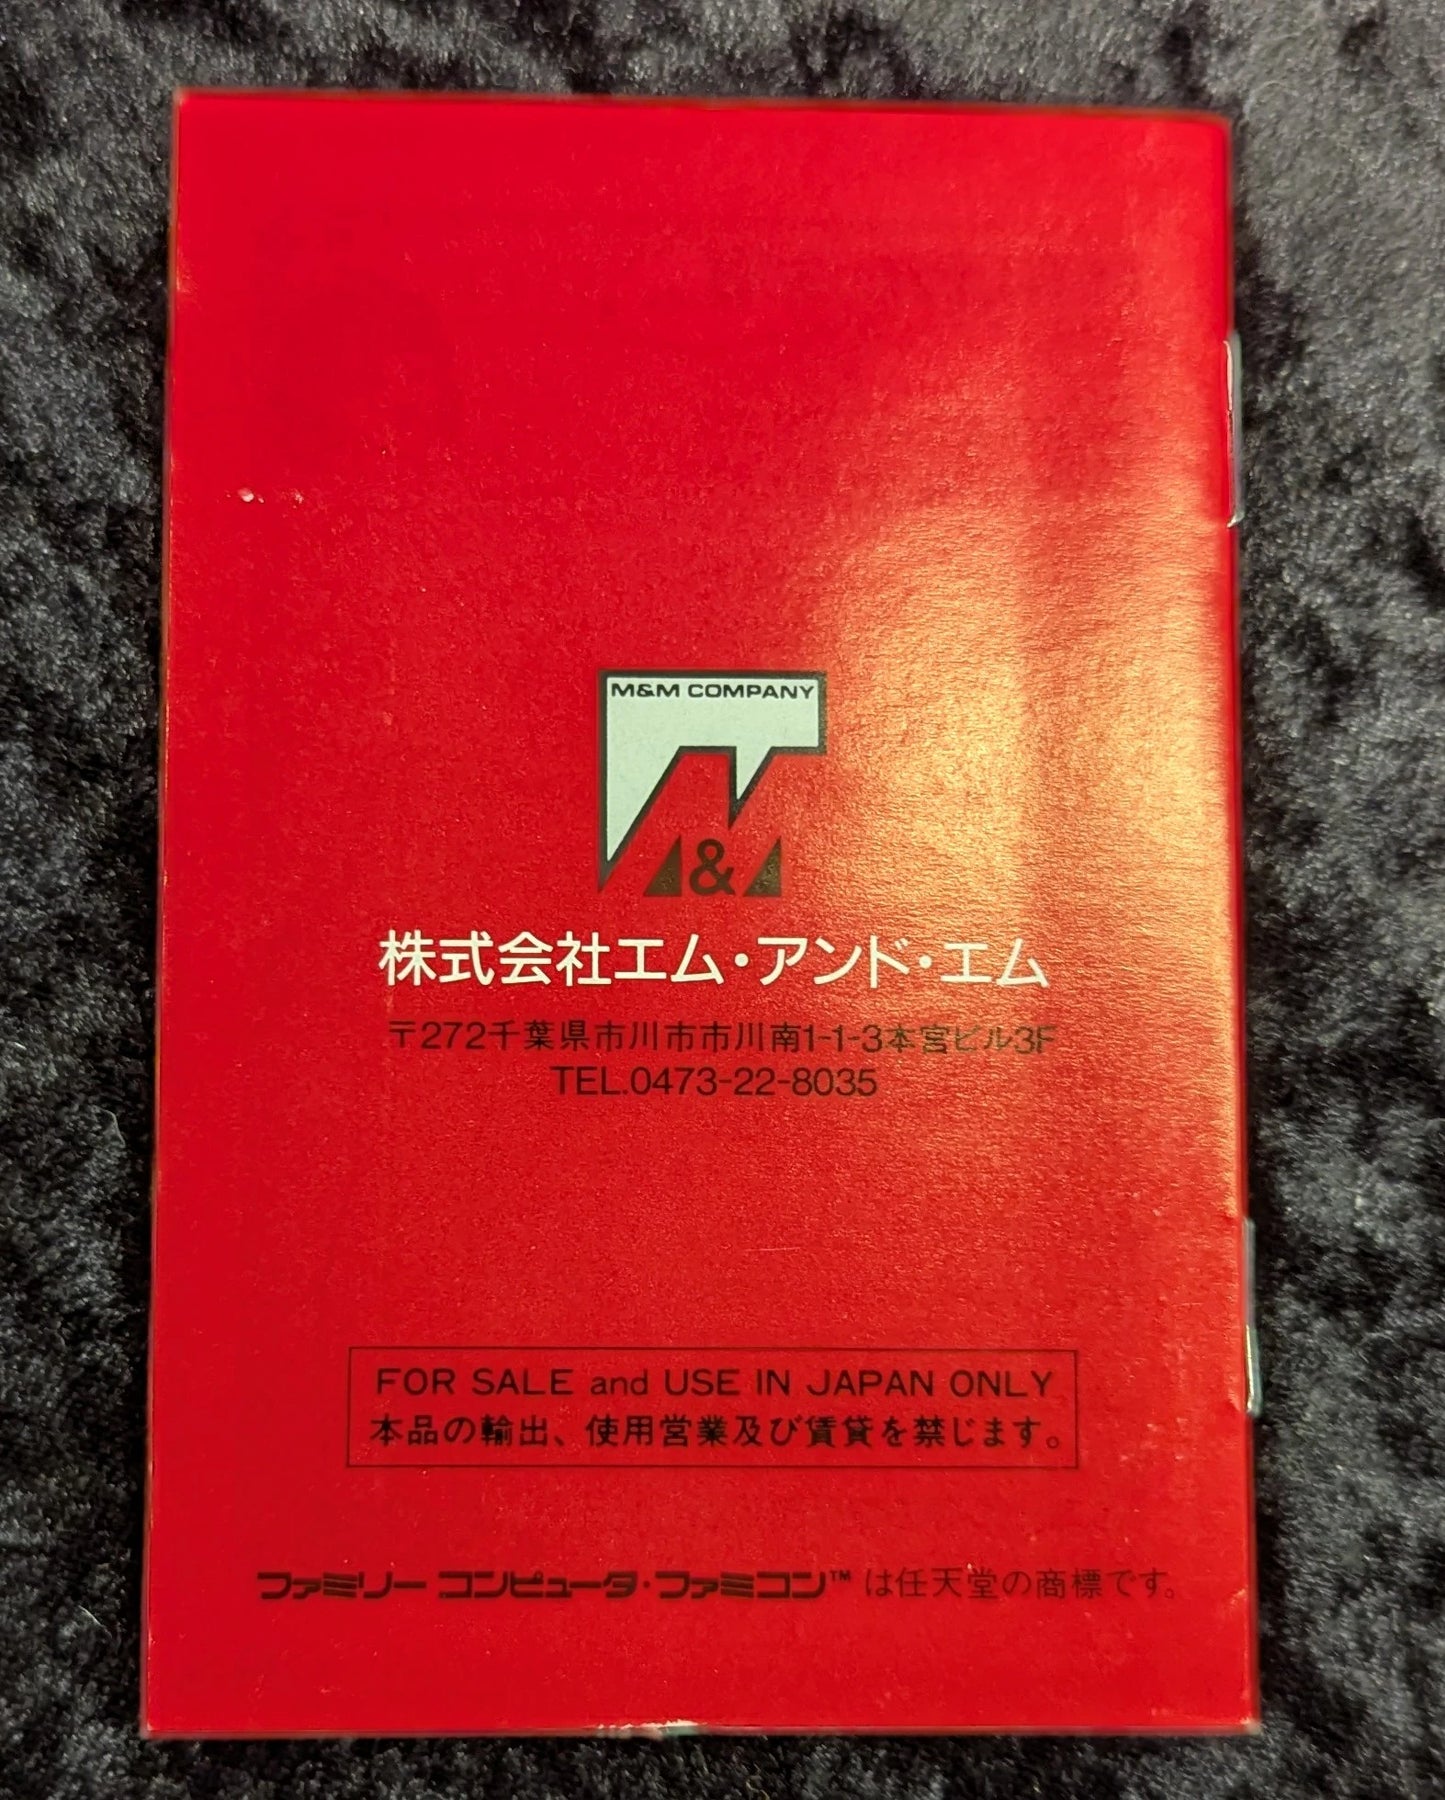 M&M COMPANY
M&M
株式会社エム・アンド・エム
〒272千葉県市川市市川南1-1-3本宮ビル3F
TEL.0473-22-8035
FOR SALE and USE IN JAPAN ONLY
本品の輸出、使用営業及び賃貸を禁じます。
ファミリー コンピュータ・ファミコン™ は任天堂の商標です。